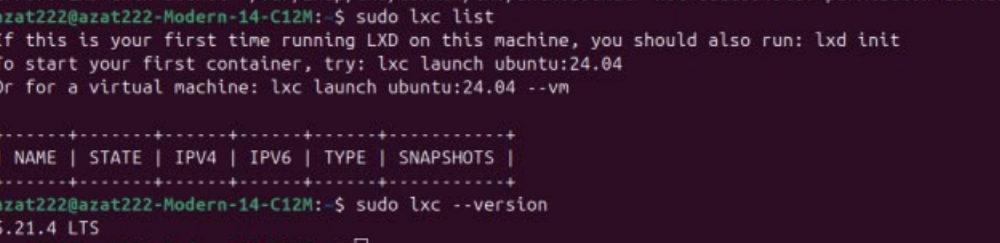 azat222@azat222-Modern-14-C12M:~$ sudo lxc list
If this is your first time running LXD on this machine, you should also run: lxd init
To start your first container, try: lxc launch ubuntu:24.04
Or for a virtual machine: lxc launch ubuntu:24.04 --vm
+------+-------+------+------+------+-----------+
| NAME | STATE | IPV4 | IPV6 | TYPE | SNAPSHOTS |
+------+-------+------+------+------+-----------+
azat222@azat222-Modern-14-C12M:~$ sudo lxc --version
5.21.4 LTS